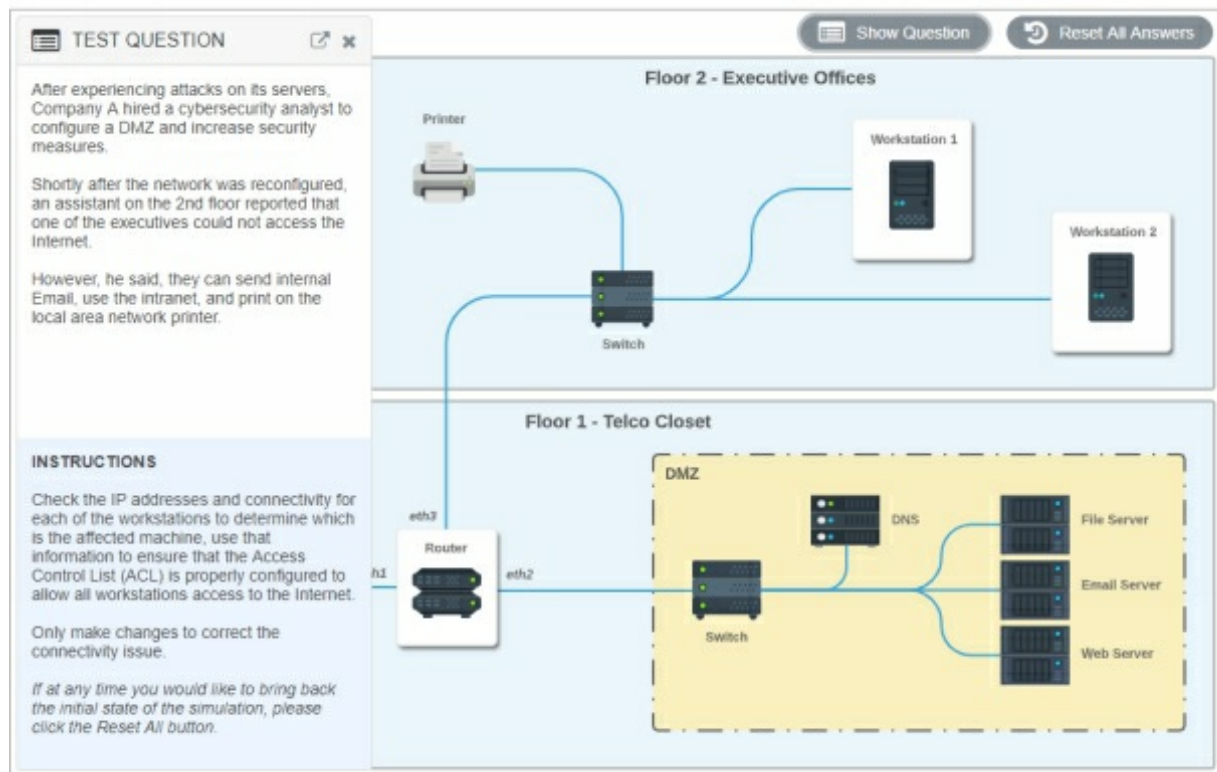 TEST QUESTION
Show Question
Reset All Answers
After experiencing attacks on its servers,
Company A hired a cybersecurity analyst to
configure a DMZ and increase security
measures.
Shortly after the network was reconfigured,
an assistant on the 2nd floor reported that
one of the executives could not access the
Internet.
However, he said, they can send internal
Email, use the intranet, and print on the
local area network printer.
INSTRUCTIONS
Check the IP addresses and connectivity for
each of the workstations to determine which
is the affected machine, use that
information to ensure that the Access
Control List (ACL) is properly configured to
allow all workstations access to the Internet.
Only make changes to correct the
connectivity issue.
If at any time you would like to bring back
the initial state of the simulation, please
click the Reset All button.
Floor 2 - Executive Offices
Printer
Workstation 1
Workstation 2
Switch
Floor 1 - Telco Closet
DMZ
eth3
DNS
File Server
Router
h1
eth2
Email Server
Switch
Web Server